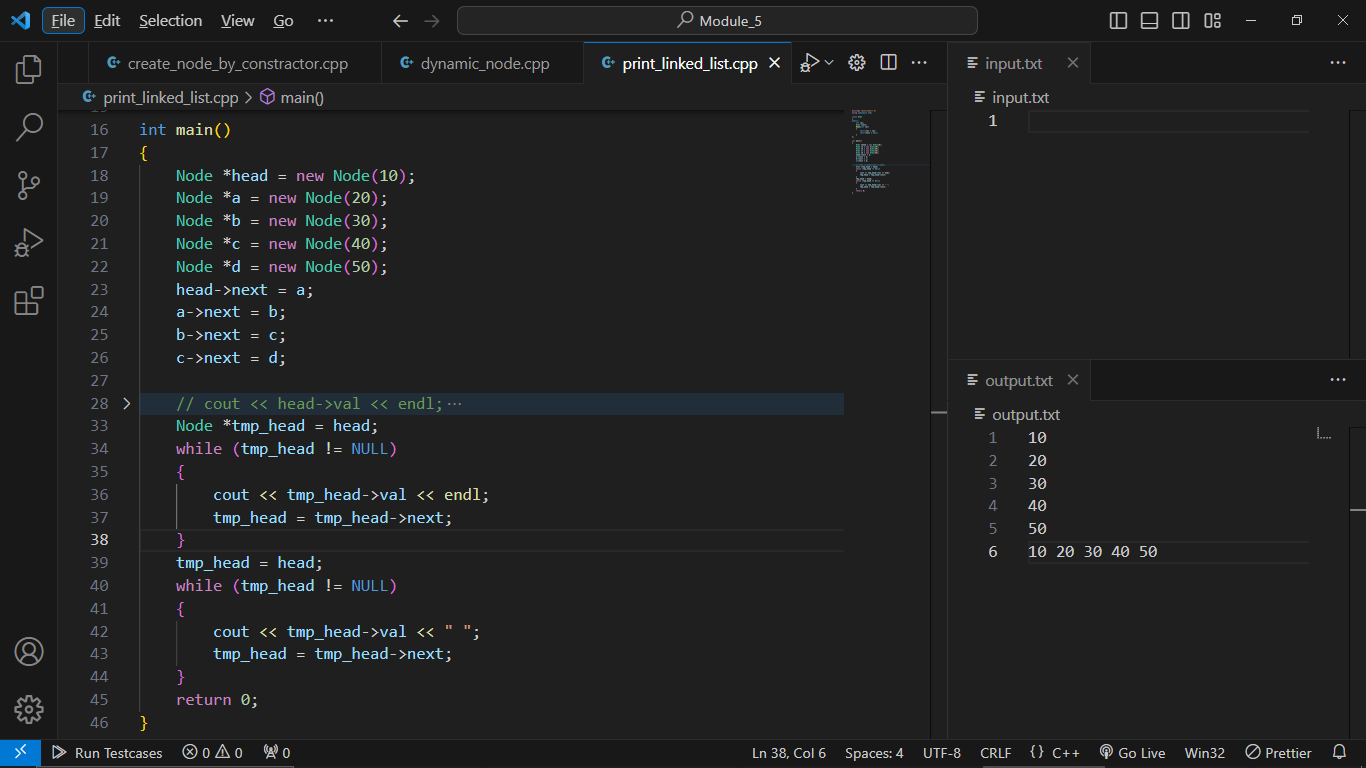 File Edit Selection View Go ··· Module_5
create_node_by_constractor.cpp dynamic_node.cpp print_linked_list.cpp
print_linked_list.cpp > main()
16 int main()
17 {
18 Node *head = new Node(10);
19 Node *a = new Node(20);
20 Node *b = new Node(30);
21 Node *c = new Node(40);
22 Node *d = new Node(50);
23 head->next = a;
24 a->next = b;
25 b->next = c;
26 c->next = d;
27
28 // cout << head->val << endl;···
33 Node *tmp_head = head;
34 while (tmp_head != NULL)
35 {
36 cout << tmp_head->val << endl;
37 tmp_head = tmp_head->next;
38 }
39 tmp_head = head;
40 while (tmp_head != NULL)
41 {
42 cout << tmp_head->val << " ";
43 tmp_head = tmp_head->next;
44 }
45 return 0;
46 }
input.txt
input.txt
1
output.txt
output.txt
1 10
2 20
3 30
4 40
5 50
6 10 20 30 40 50
Run Testcases 0 0 0 Ln 38, Col 6 Spaces: 4 UTF-8 CRLF {} C++ Go Live Win32 Prettier